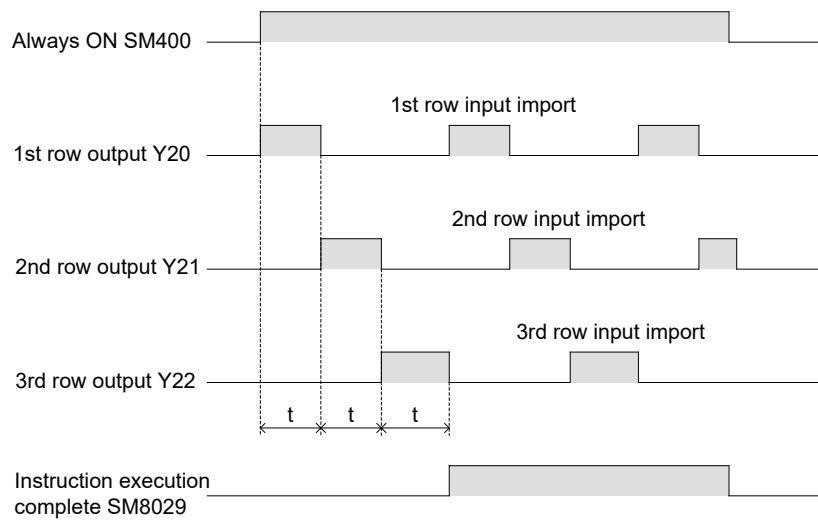 Always ON SM400
1st row input import
1st row output Y20
2nd row input import
2nd row output Y21
3rd row input import
3rd row output Y22
t t t
Instruction execution
complete SM8029